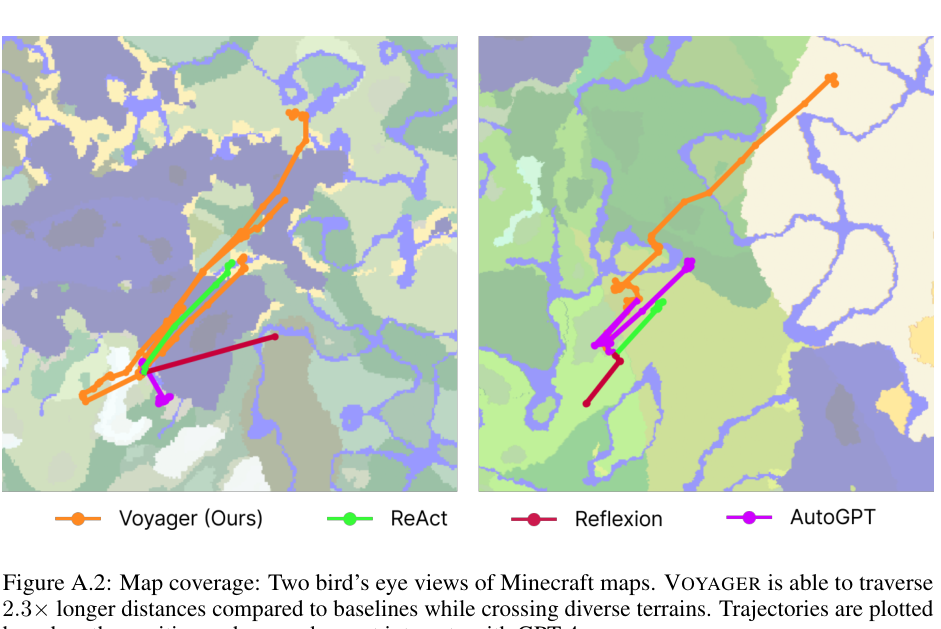 Voyager (Ours) ReAct Reflexion AutoGPT
Figure A.2: Map coverage: Two bird's eye views of Minecraft maps. VOYAGER is able to traverse
2.3× longer distances compared to baselines while crossing diverse terrains. Trajectories are plotted